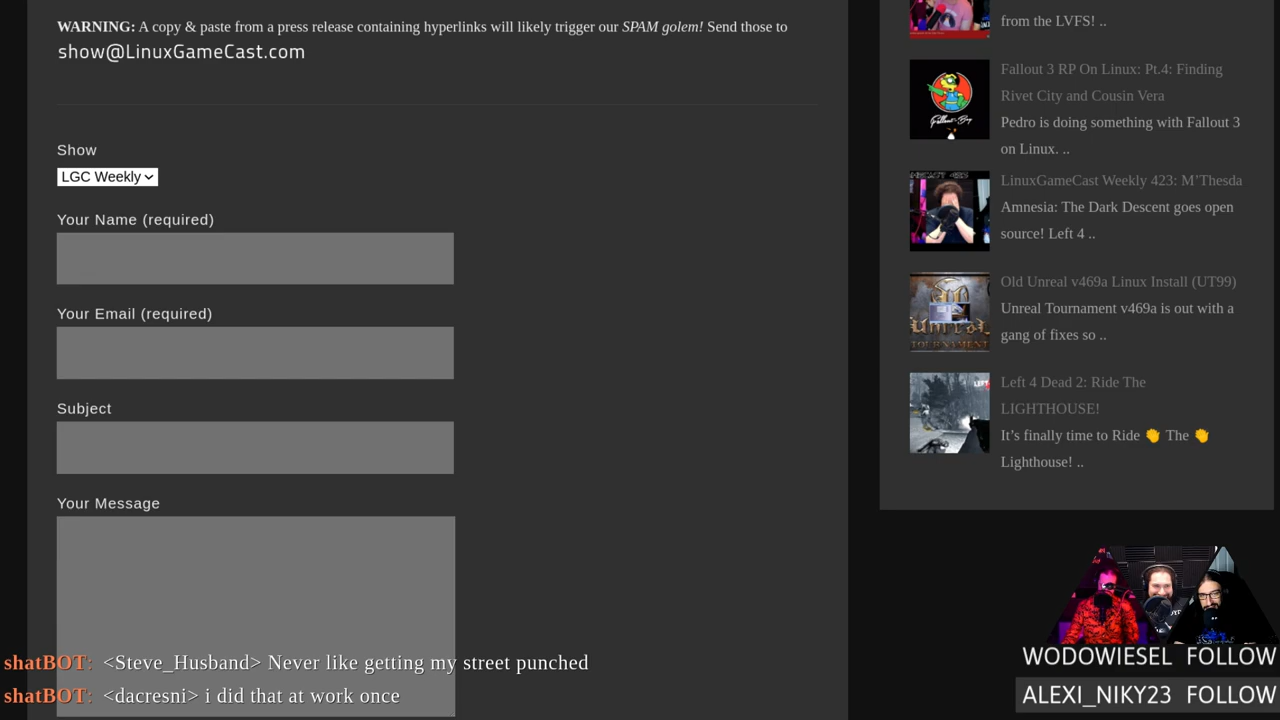 WARNING: A copy & paste from a press release containing hyperlinks will likely trigger our SPAM golem! Send those to
show@LinuxGameCast.com
Show
LGC Weekly
Your Name (required)
Your Email (required)
Subject
Your Message
from the LVFS! ..
Fallout 3 RP On Linux: Pt.4: Finding
Rivet City and Cousin Vera
Pedro is doing something with Fallout 3
on Linux. ..
LinuxGameCast Weekly 423: M’Thesda
Amnesia: The Dark Descent goes open
source! Left 4 ..
Old Unreal v469a Linux Install (UT99)
Unreal Tournament v469a is out with a
gang of fixes so ..
Left 4 Dead 2: Ride The
LIGHTHOUSE!
It’s finally time to Ride 👏 The 👏
Lighthouse! ..
shatBOT: <Steve_Husband> Never like getting my street punched
shatBOT: <dacresni> i did that at work once
WODOWIESEL FOLLOW
ALEXI_NIKY23 FOLLOW